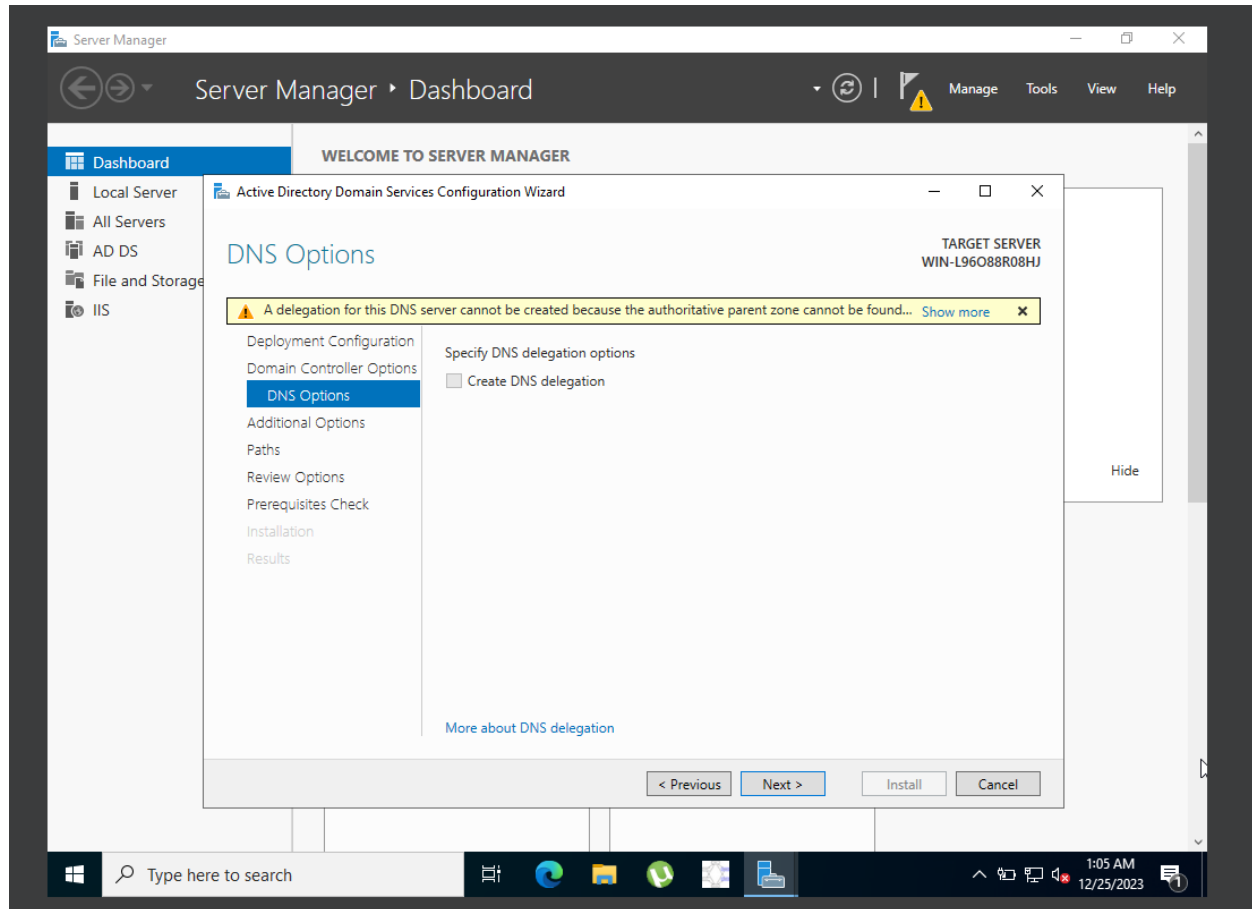 Server Manager
Server Manager • Dashboard
Manage Tools View Help
Dashboard
Local Server
All Servers
AD DS
File and Storage
IIS
WELCOME TO SERVER MANAGER
Active Directory Domain Services Configuration Wizard
DNS Options
TARGET SERVER
WIN-L96O88R08HJ
A delegation for this DNS server cannot be created because the authoritative parent zone cannot be found... Show more
Deployment Configuration
Domain Controller Options
DNS Options
Additional Options
Paths
Review Options
Prerequisites Check
Installation
Results
Specify DNS delegation options
Create DNS delegation
More about DNS delegation
Hide
< Previous Next > Install Cancel
Type here to search
1:05 AM
12/25/2023
1